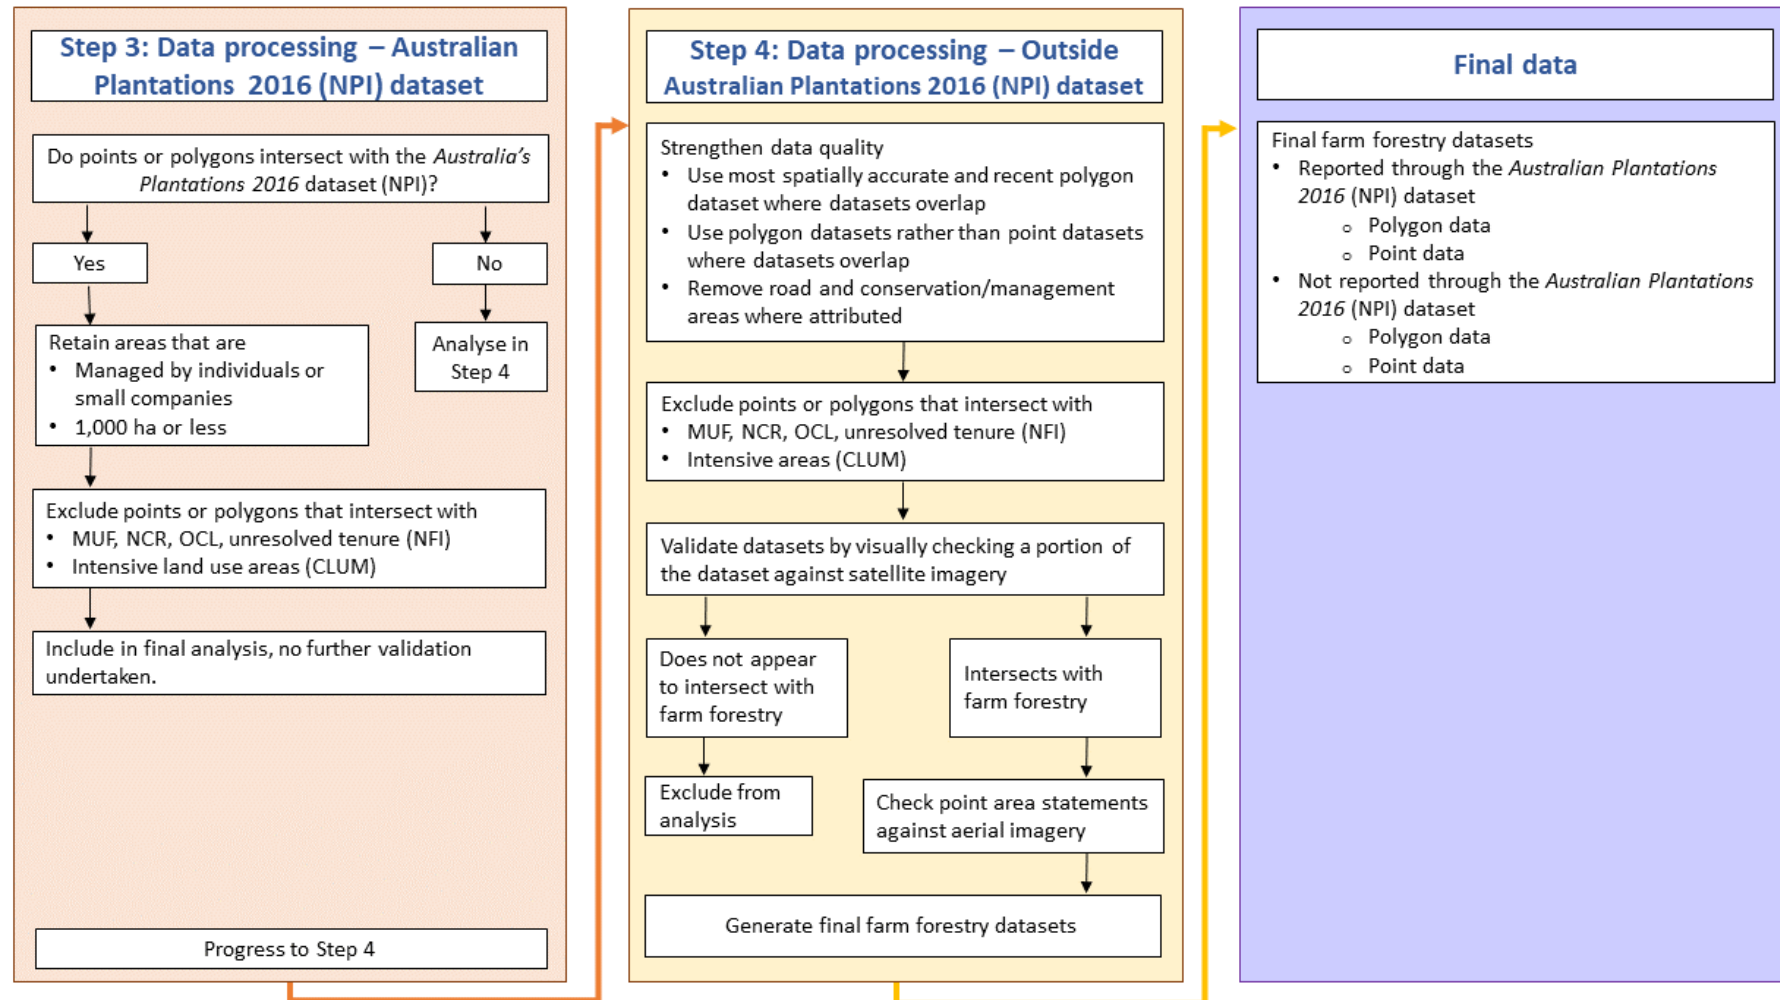 Step 3: Data processing – Australian
Plantations 2016 (NPI) dataset
Do points or polygons intersect with the Australia's
Plantations 2016 dataset (NPI)?
Yes
No
Retain areas that are
• Managed by individuals or
small companies
• 1,000 ha or less
Analyse in
Step 4
Exclude points or polygons that intersect with
• MUF, NCR, OCL, unresolved tenure (NFI)
• Intensive land use areas (CLUM)
Include in final analysis, no further validation
undertaken.
Progress to Step 4
Step 4: Data processing – Outside
Australian Plantations 2016 (NPI) dataset
Strengthen data quality
• Use most spatially accurate and recent polygon
dataset where datasets overlap
• Use polygon datasets rather than point datasets
where datasets overlap
• Remove road and conservation/management
areas where attributed
Exclude points or polygons that intersect with
• MUF, NCR, OCL, unresolved tenure (NFI)
• Intensive areas (CLUM)
Validate datasets by visually checking a portion of
the dataset against satellite imagery
Does not appear
to intersect with
farm forestry
Intersects with
farm forestry
Exclude from
analysis
Check point area statements
against aerial imagery
Generate final farm forestry datasets
Final data
Final farm forestry datasets
• Reported through the Australian Plantations
2016 (NPI) dataset
o Polygon data
o Point data
• Not reported through the Australian Plantations
2016 (NPI) dataset
o Polygon data
o Point data